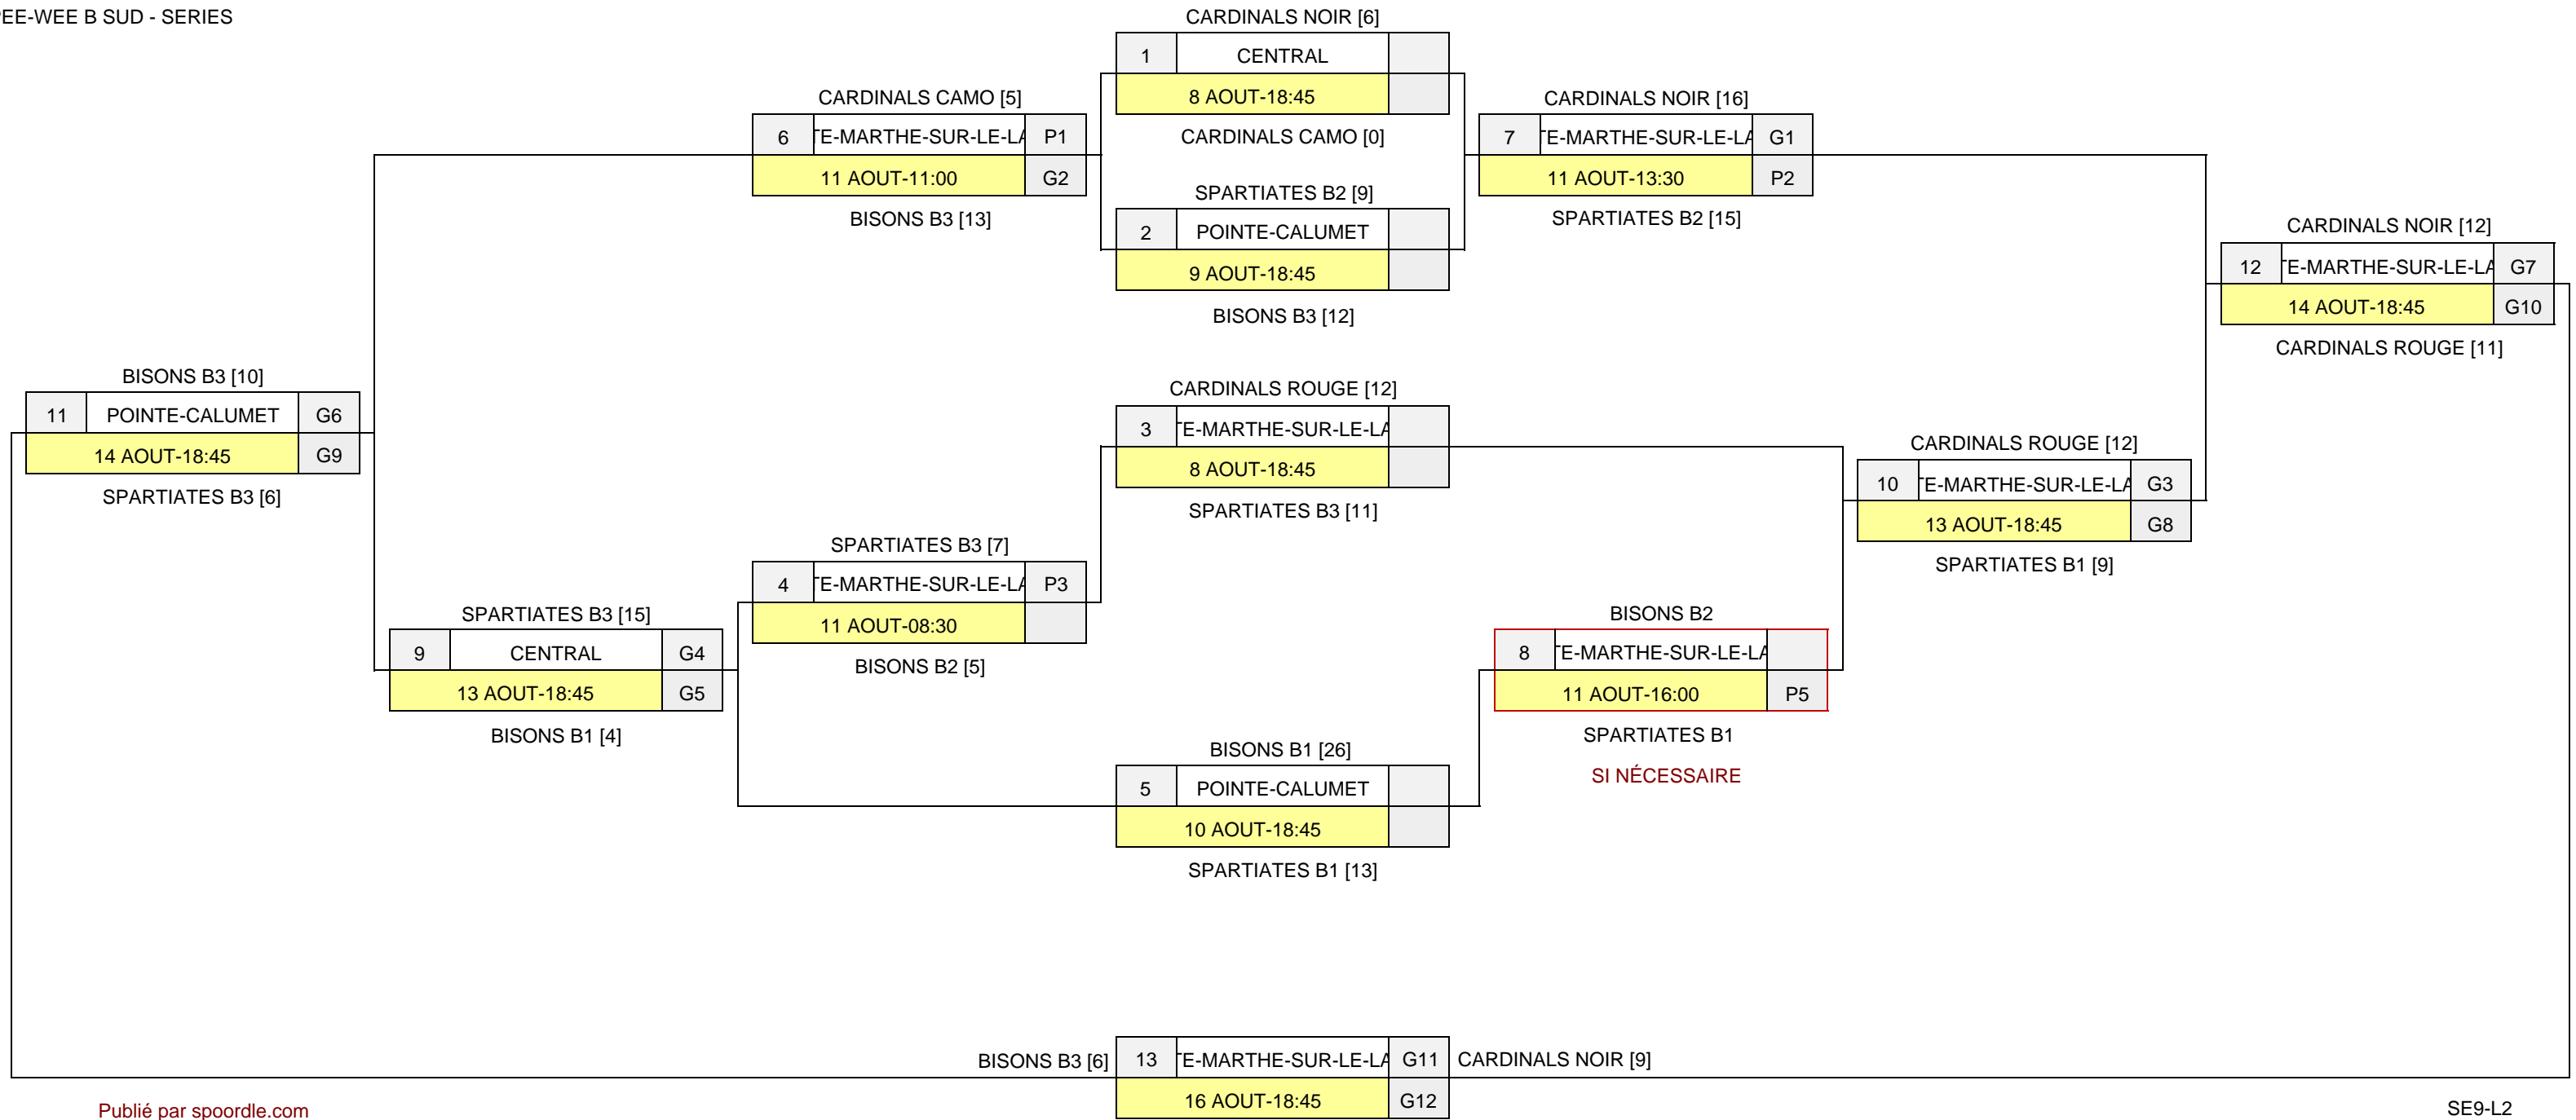 EE-WEE B SUD - SERIES
CARDINALS NOIR [6]
1 CENTRAL
8 AOUT-18:45
CARDINALS CAMO [0]
CARDINALS CAMO [5]
6 TE-MARTHE-SUR-LE-LA P1
11 AOUT-11:00 G2
BISONS B3 [13]
CARDINALS NOIR [16]
7 TE-MARTHE-SUR-LE-LA G1
11 AOUT-13:30 P2
SPARTIATES B2 [15]
SPARTIATES B2 [9]
2 POINTE-CALUMET
9 AOUT-18:45
BISONS B3 [12]
CARDINALS NOIR [12]
12 TE-MARTHE-SUR-LE-LA G7
14 AOUT-18:45 G10
CARDINALS ROUGE [11]
BISONS B3 [10]
11 POINTE-CALUMET G6
14 AOUT-18:45 G9
SPARTIATES B3 [6]
CARDINALS ROUGE [12]
3 TE-MARTHE-SUR-LE-LA
8 AOUT-18:45
SPARTIATES B3 [11]
CARDINALS ROUGE [12]
10 TE-MARTHE-SUR-LE-LA G3
13 AOUT-18:45 G8
SPARTIATES B1 [9]
SPARTIATES B3 [7]
4 TE-MARTHE-SUR-LE-LA P3
11 AOUT-08:30
BISONS B2 [5]
SPARTIATES B3 [15]
9 CENTRAL G4
13 AOUT-18:45 G5
BISONS B1 [4]
BISONS B2
8 TE-MARTHE-SUR-LE-LA
11 AOUT-16:00 P5
SPARTIATES B1
SI NÉCESSAIRE
BISONS B1 [26]
5 POINTE-CALUMET
10 AOUT-18:45
SPARTIATES B1 [13]
BISONS B3 [6] 13 TE-MARTHE-SUR-LE-LA G11 CARDINALS NOIR [9]
16 AOUT-18:45 G12
Publié par spoordle.com
SE9-L2